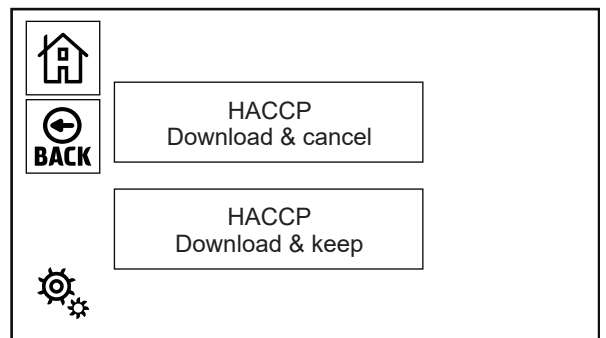 BACK
HACCP
Download & cancel
HACCP
Download & keep